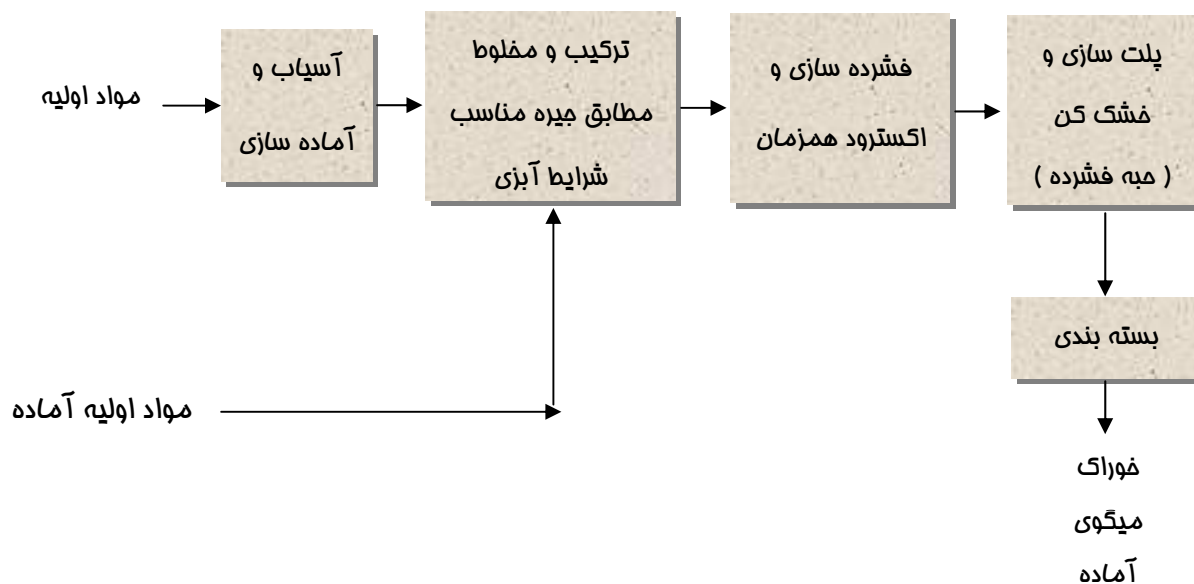 مواد اولیه
آسیاب و
آماده سازی
ترکیب و مخلوط
مطابق جیره مناسب
شرایط آبزی
فشرده سازی و
اکسترود همزمان
پلت سازی و
خشک کن
( حبه فشرده )
بسته بندی
مواد اولیه آماده
خوراک
میگوی
آماده